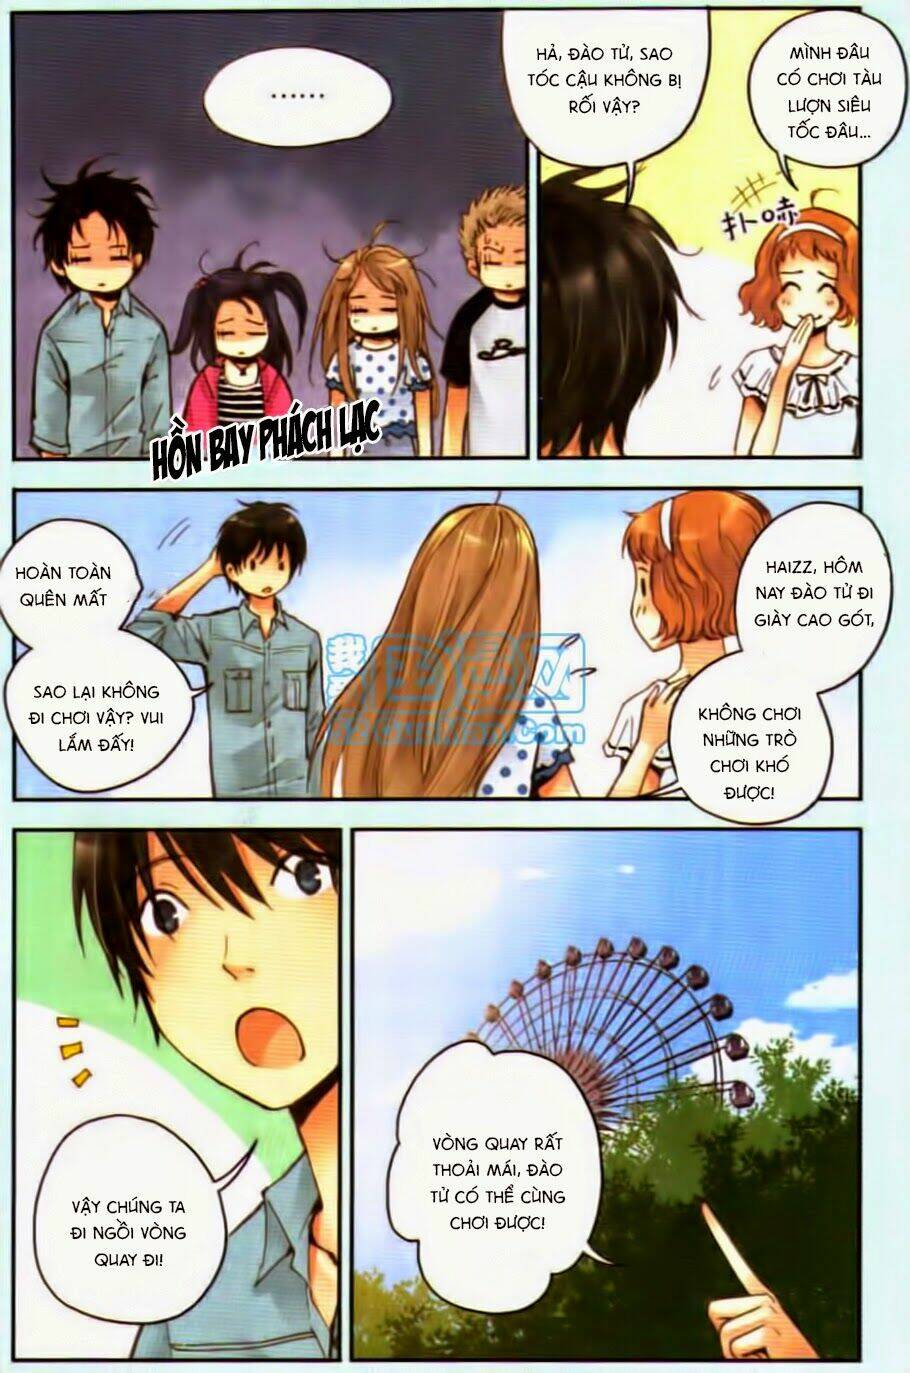 ......
HỒN BAY PHÁCH LẠC
HẢ, ĐÀO TỬ, SAO
TÓC CẬU KHÔNG BỊ
RỐI VẬY?
MÌNH ĐÂU
CÓ CHƠI TÀU
LƯỢN SIÊU
TỐC ĐÂU...
扑哧
HOÀN TOÀN
QUÊN MẤT
SAO LẠI KHÔNG
ĐI CHƠI VẬY? VUI
LẮM ĐẤY!
HAIZZ, HÔM
NAY ĐÀO TỬ ĐI
GIÀY CAO GÓT,
KHÔNG CHƠI
NHỮNG TRÒ
CHƠI KHÓ
ĐƯỢC!
VẬY CHÚNG TA
ĐI NGỒI VÒNG
QUAY ĐI!
VÒNG QUAY RẤT
THOẢI MÁI, ĐÀO
TỬ CÓ THỂ CÙNG
CHƠI ĐƯỢC!